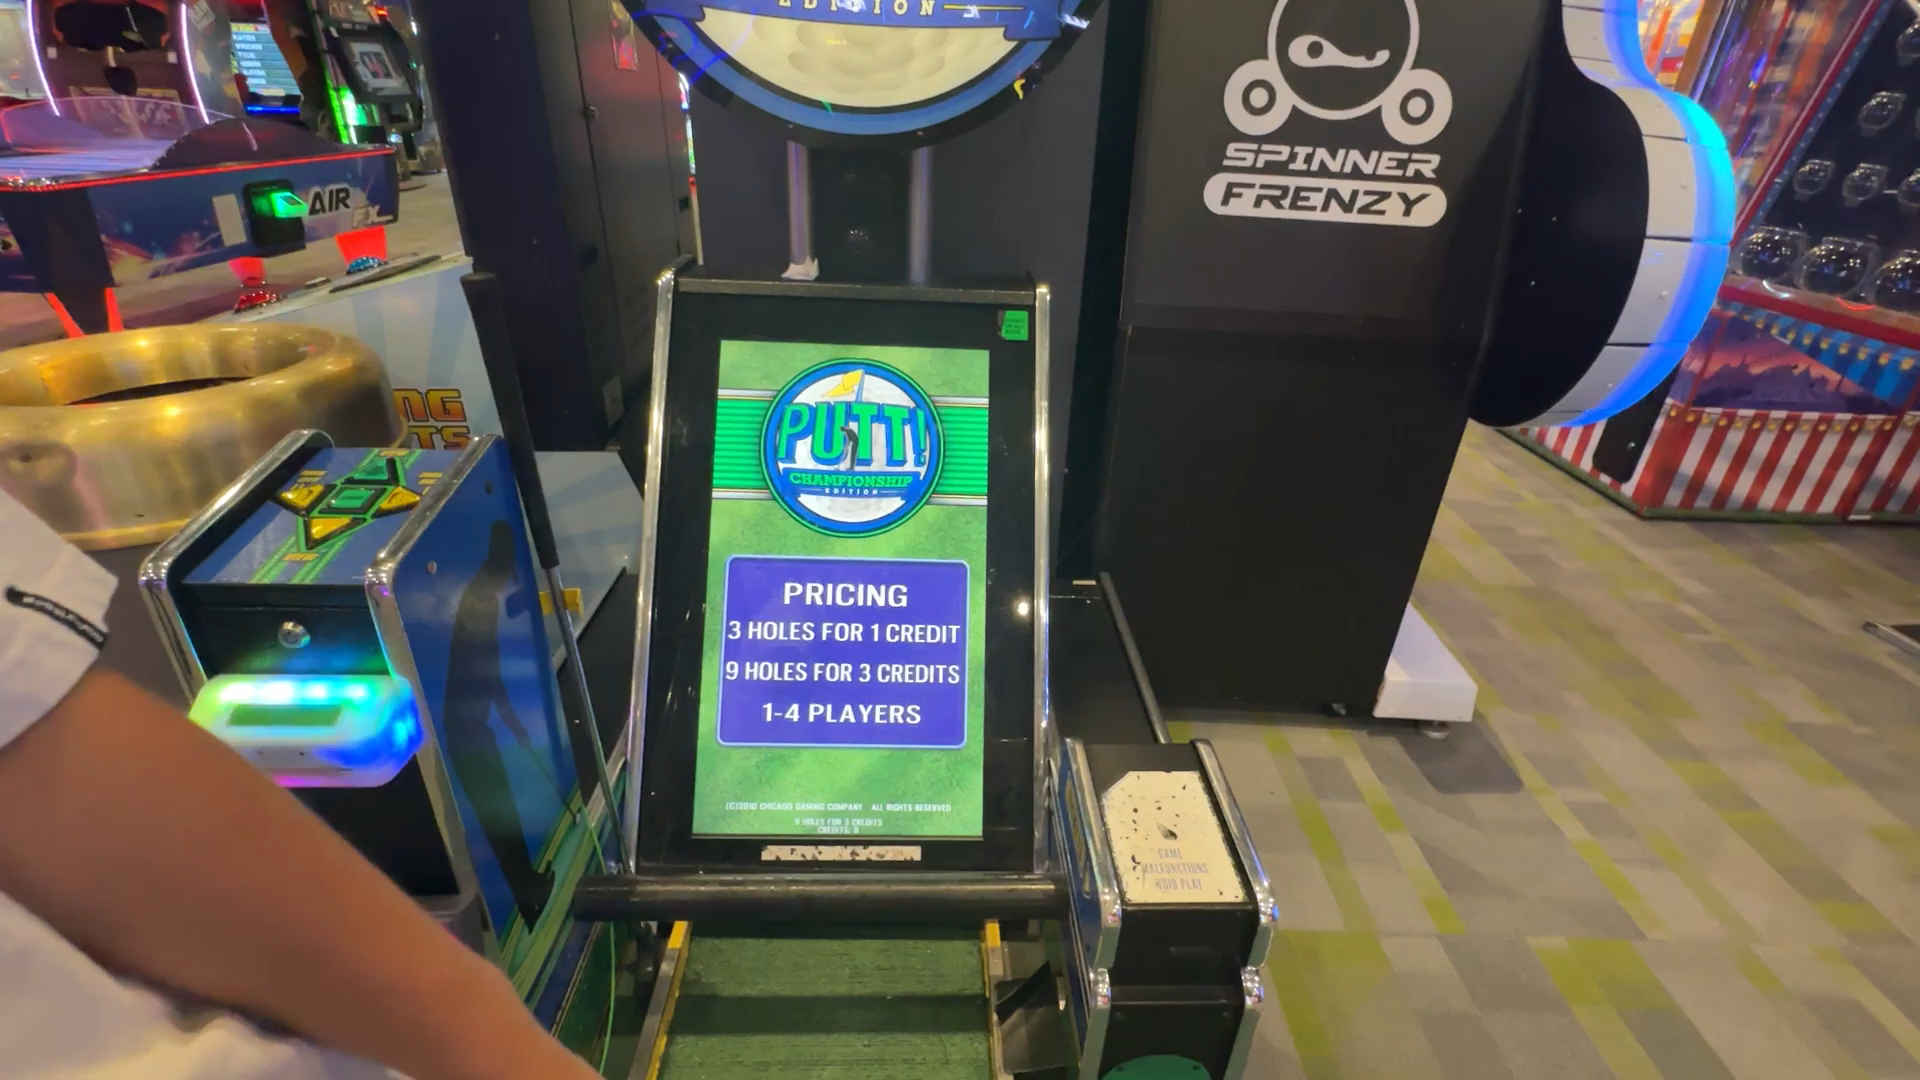 EDITION
SPINNER
FRENZY
AIR
FX
PUTT!
CHAMPIONSHIP
EDITION
PRICING
3 HOLES FOR 1 CREDIT
9 HOLES FOR 3 CREDITS
1-4 PLAYERS
(C)2010 CHICAGO GAMING COMPANY ALL RIGHTS RESERVED
9 HOLES FOR 3 CREDITS
CREDITS: 0
GAME
MALFUNCTIONS
VOID PLAY